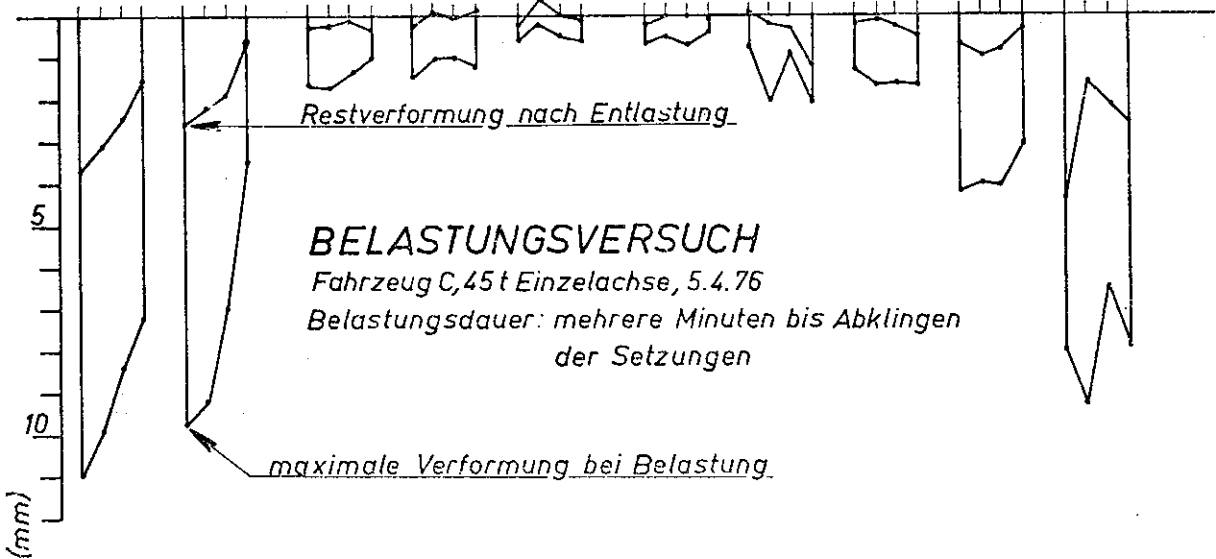 Restverformung nach Entlastung
5
BELASTUNGSVERSUCH
Fahrzeug C, 45 t Einzelachse, 5.4.76
Belastungsdauer: mehrere Minuten bis Abklingen
der Setzungen
10
maximale Verformung bei Belastung
(mm)